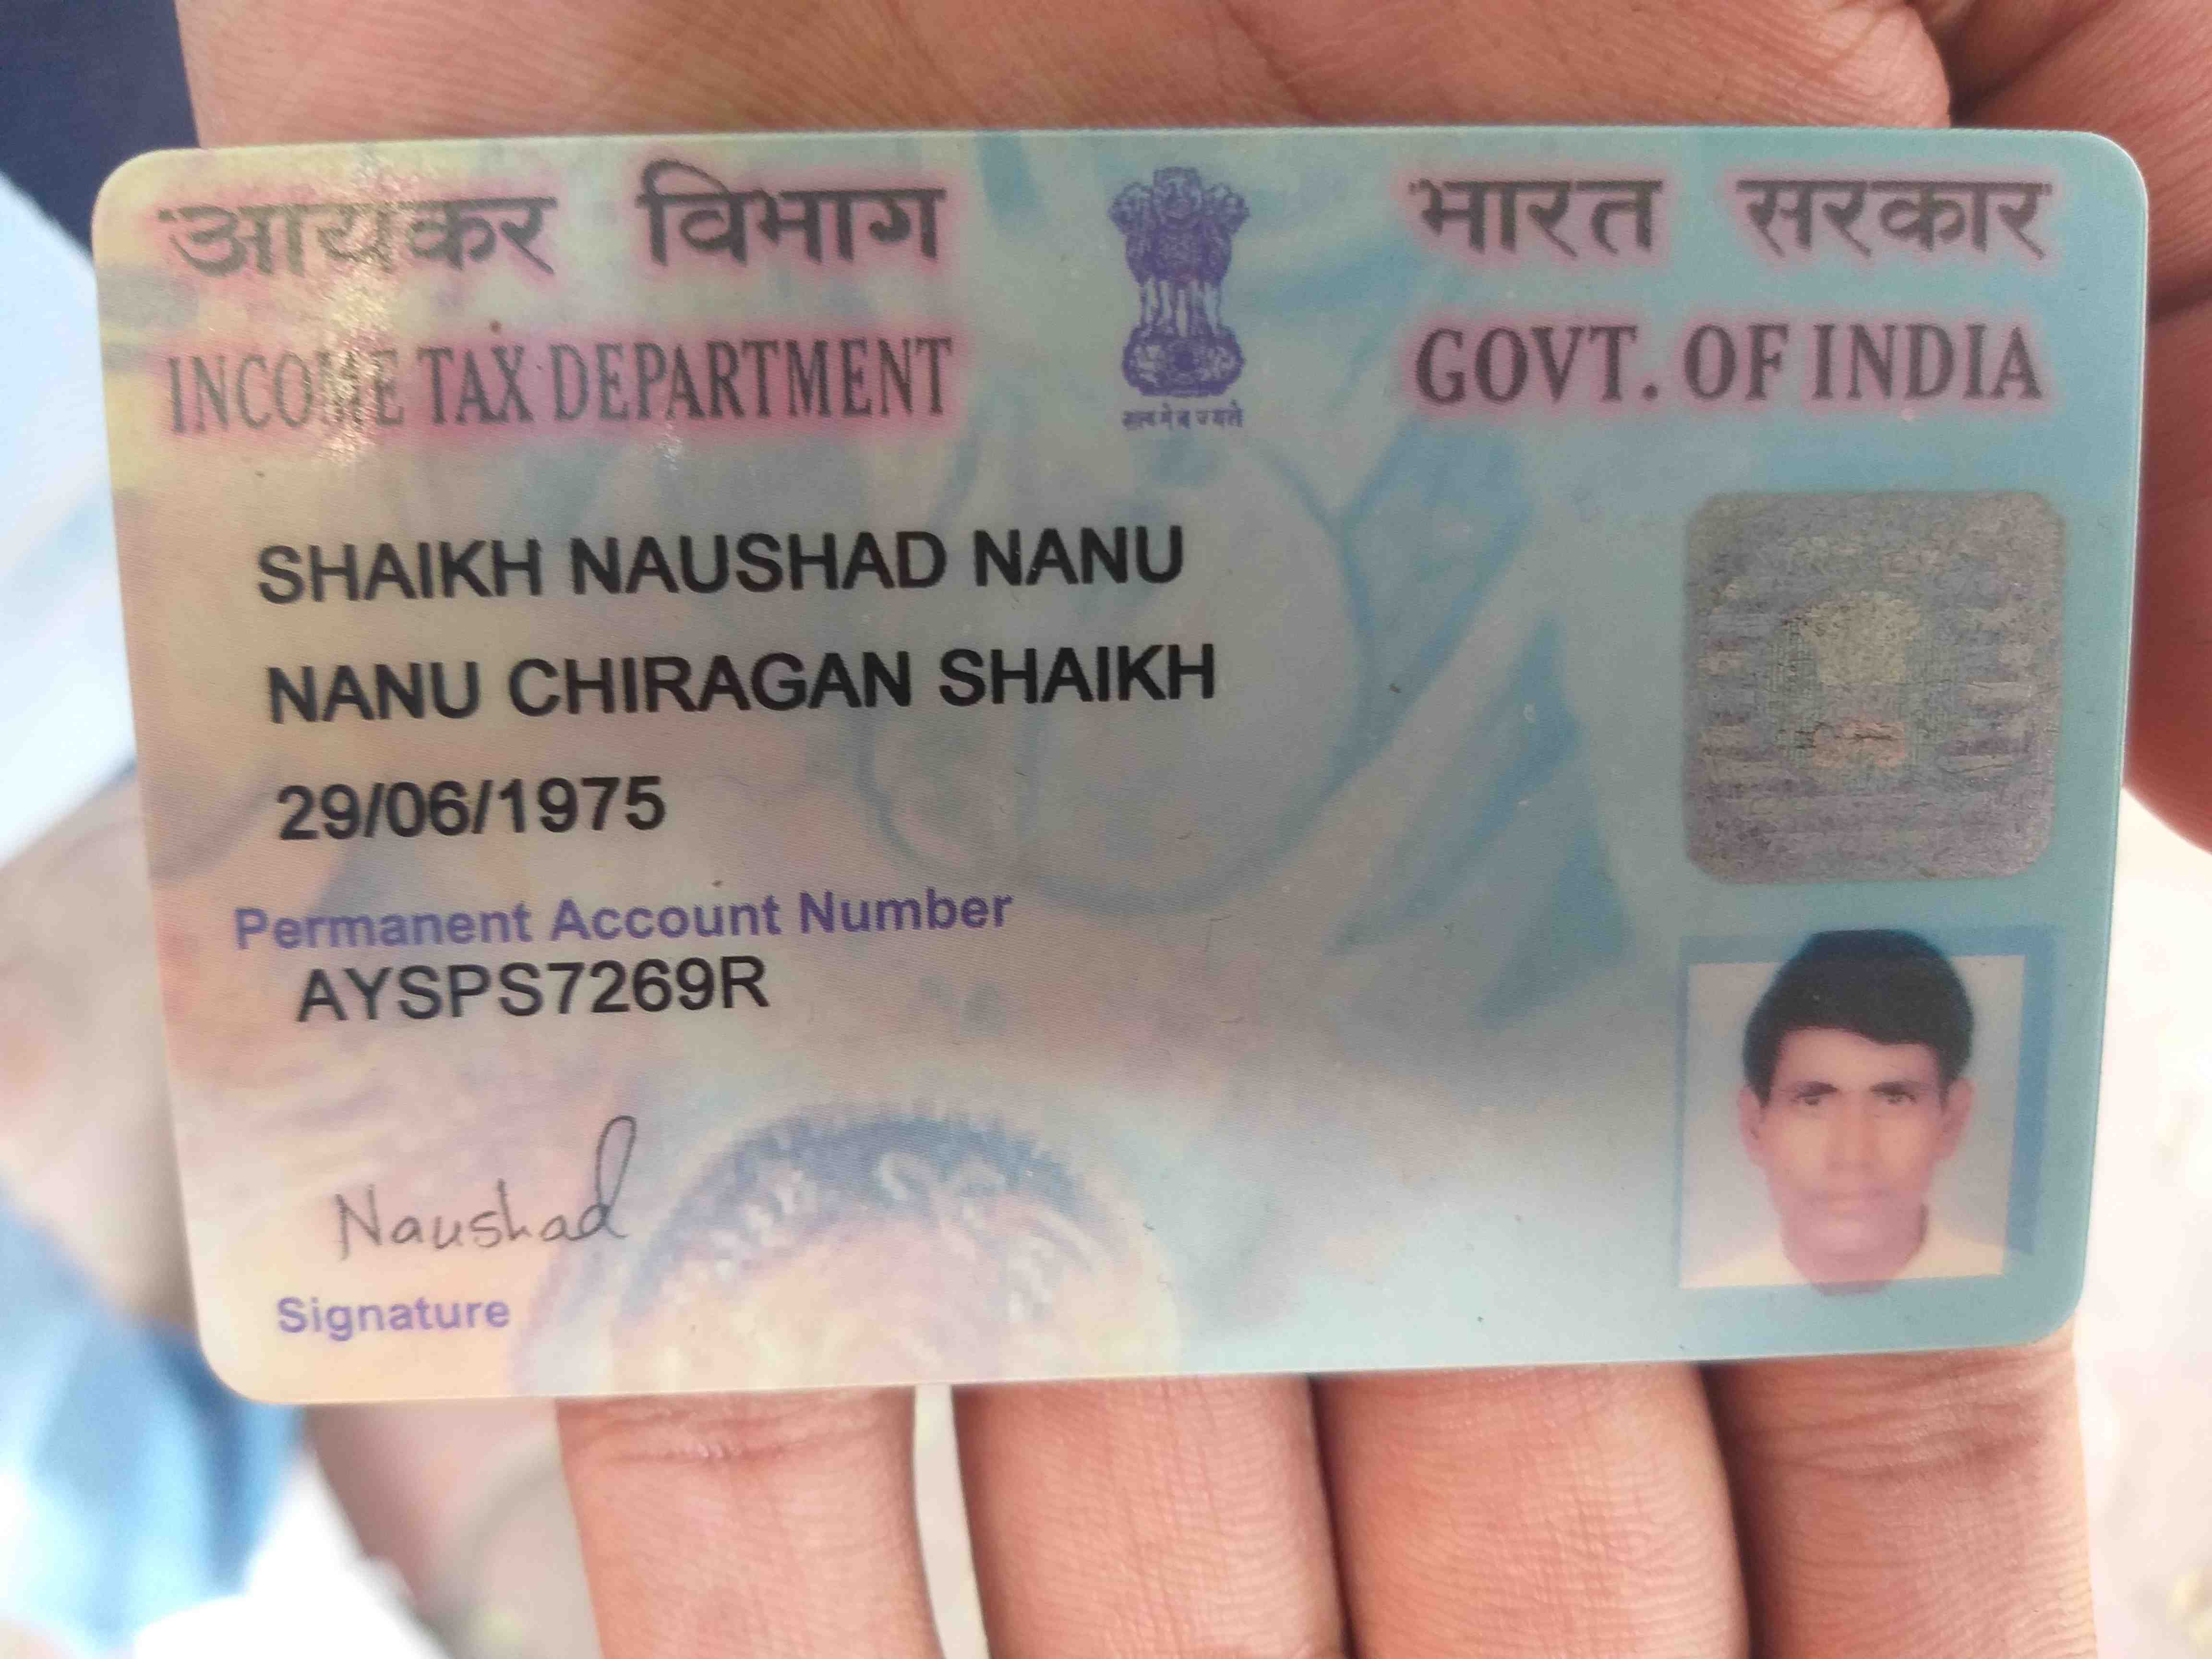 आयकर विभाग
INCOME TAX DEPARTMENT
सत्यमेव जयते
भारत सरकार
GOVT. OF INDIA
SHAIKH NAUSHAD NANU
NANU CHIRAGAN SHAIKH
29/06/1975
Permanent Account Number
AYSPS7269R
Naushad
Signature